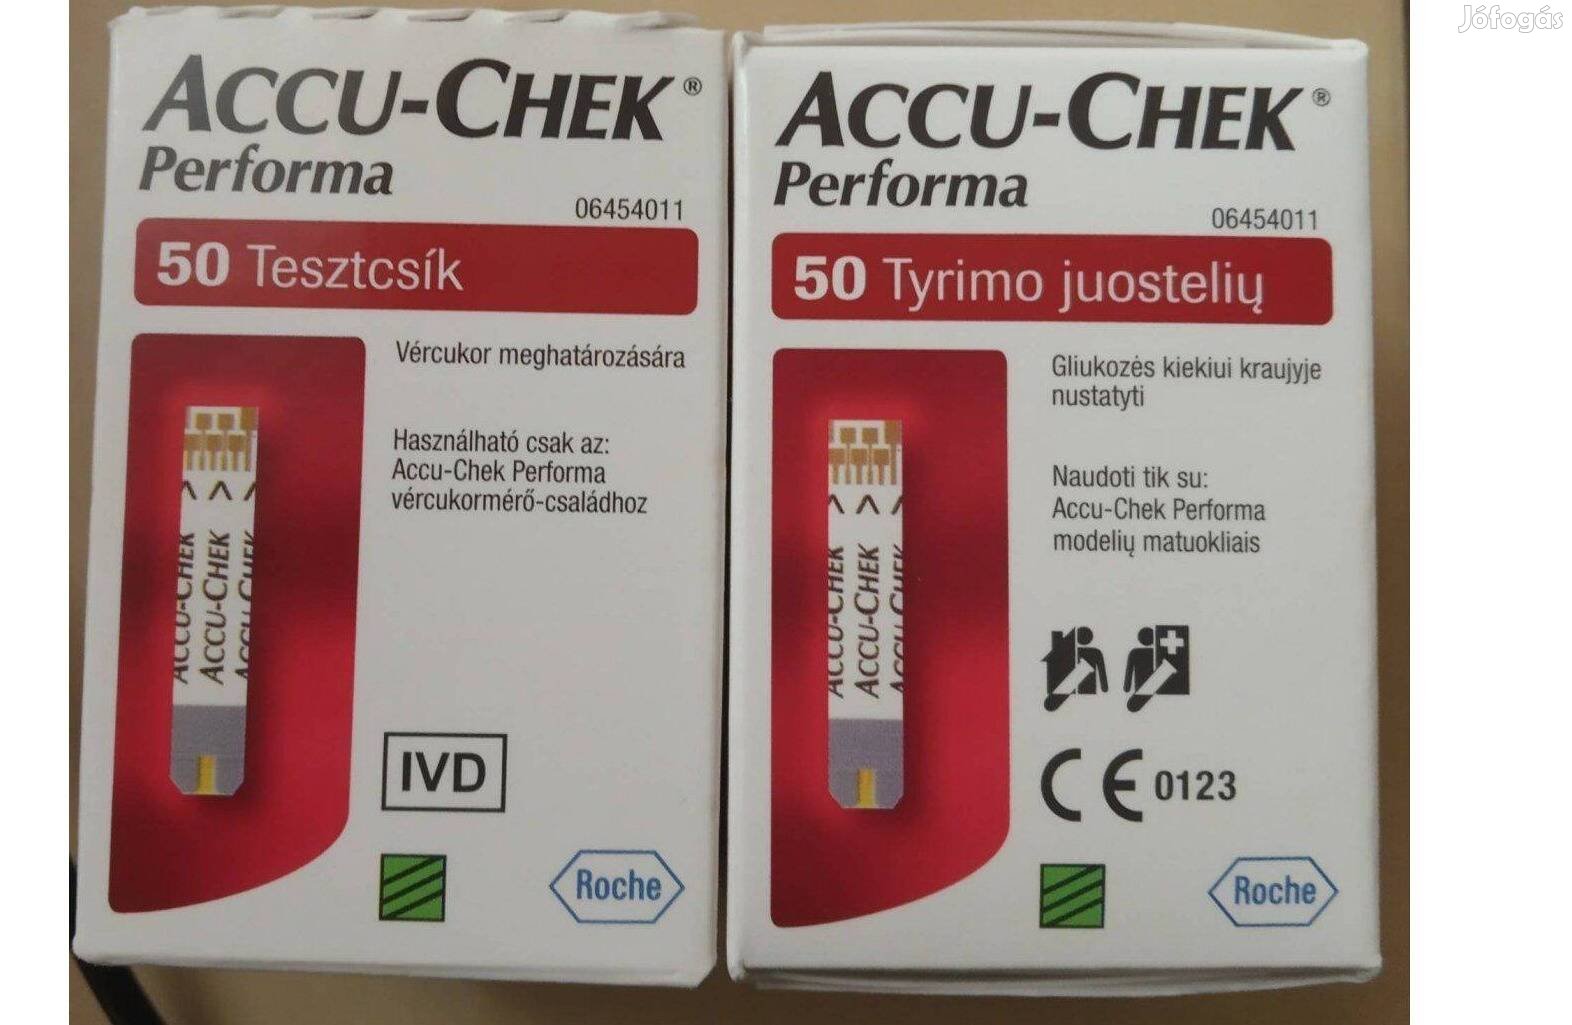 Jófogás
ACCU-CHEK®
Performa
06454011
50 Tesztcsík
Vércukor meghatározására
Használható csak az:
Accu-Chek Performa
vércukormérő-családhoz
ACCU-CHEK
ACCU-CHEK
ACCU-CHEK
IVD
Roche
ACCU-CHEK®
Performa
06454011
50 Tyrimo juostelių
Gliukozės kiekiui kraujyje
nustatyti
Naudoti tik su:
Accu-Chek Performa
modelių matuokliais
ACCU-CHEK
ACCU-CHEK
ACCU-CHEK
CE 0123
Roche